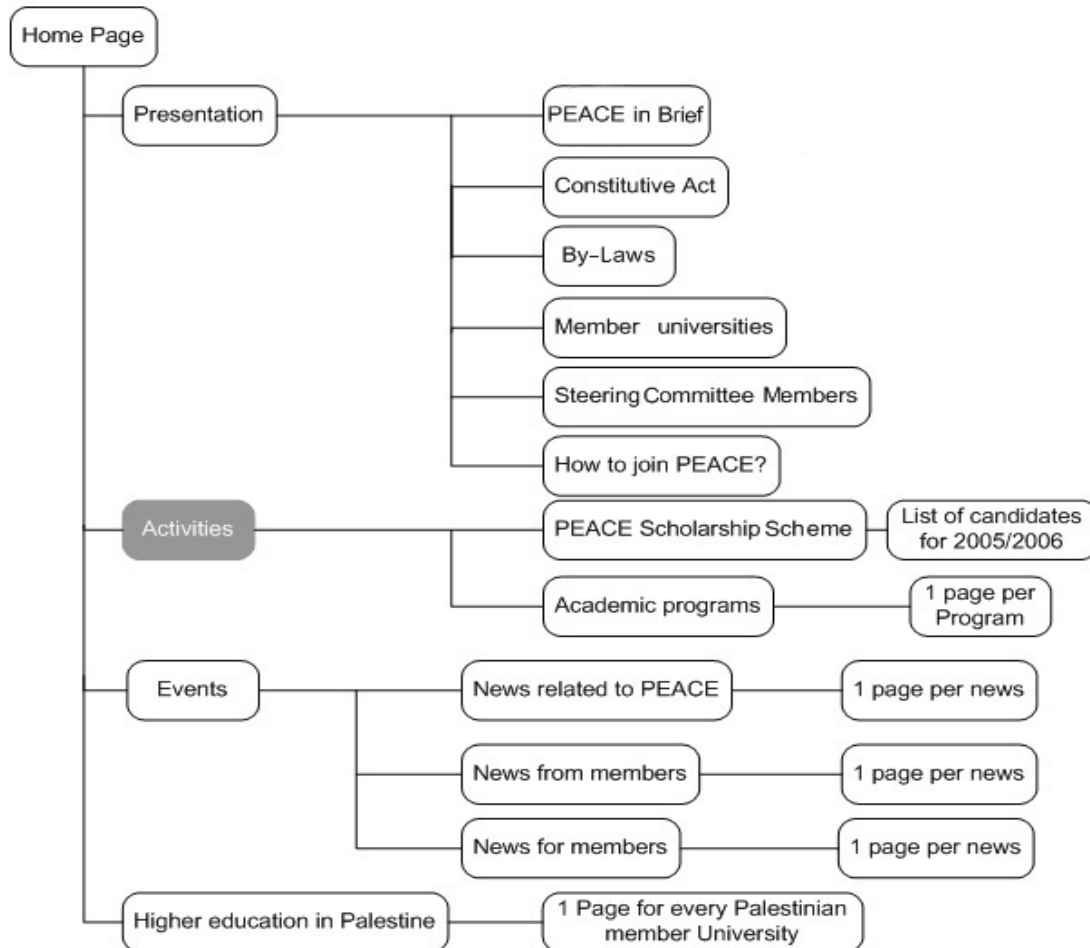 Home Page
Presentation
PEACE in Brief
Constitutive Act
By-Laws
Member universities
Steering Committee Members
How to join PEACE?
Activities
PEACE Scholarship Scheme
List of candidates
for 2005/2006
Academic programs
1 page per
Program
Events
News related to PEACE
1 page per news
News from members
1 page per news
News for members
1 page per news
Higher education in Palestine
1 Page for every Palestinian
member University